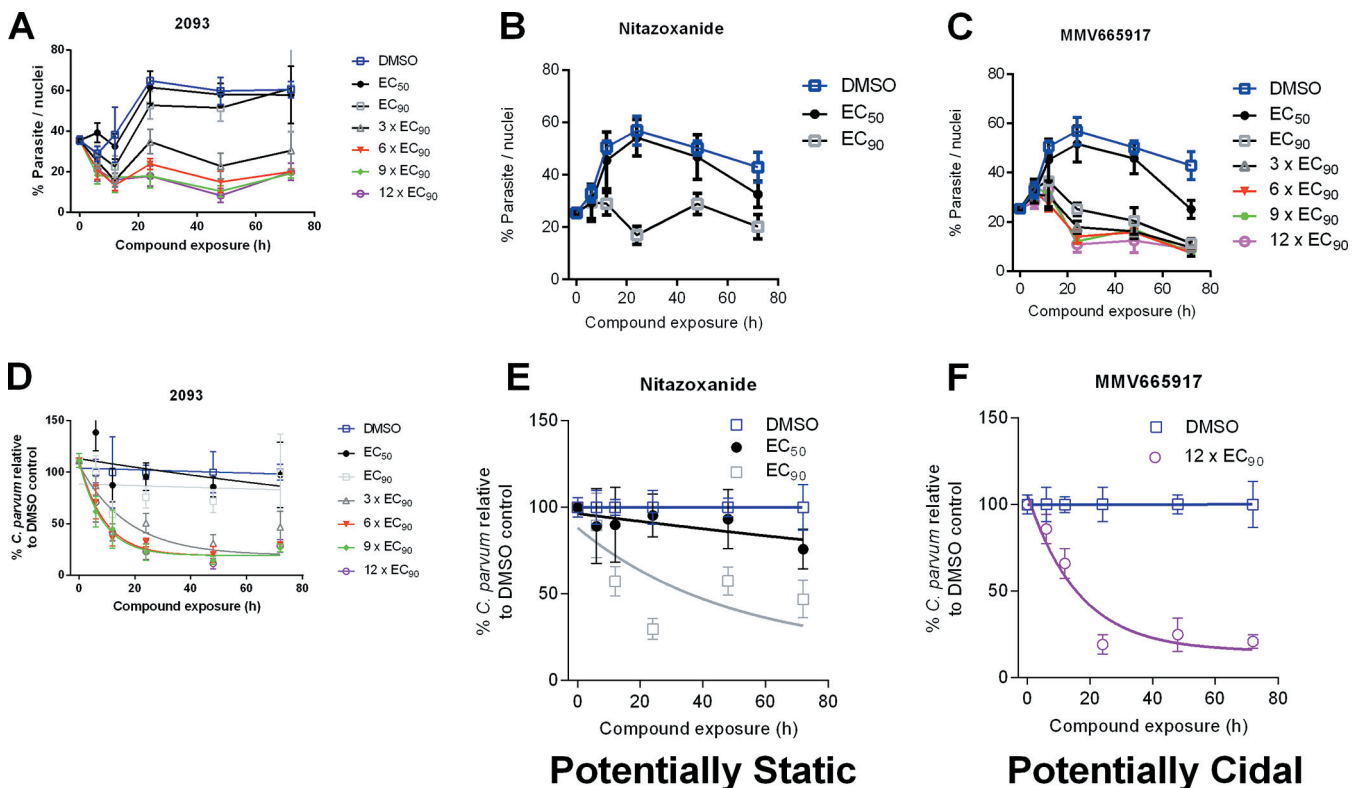 A
2093
% Parasite / nuclei
80
60
40
20
0
0 20 40 60 80
Compound exposure (h)
DMSO
EC50
EC90
3 x EC90
6 x EC90
9 x EC90
12 x EC90
B
Nitazoxanide
% Parasite / nuclei
80
60
40
20
0
0 20 40 60 80
Compound exposure (h)
DMSO
EC50
EC90
C
MMV665917
% Parasite / nuclei
80
60
40
20
0
0 20 40 60 80
Compound exposure (h)
DMSO
EC50
EC90
3 x EC90
6 x EC90
9 x EC90
12 x EC90
D
2093
% C. parvum relative
to DMSO control
150
100
50
0
0 20 40 60 80
Compound exposure (h)
DMSO
EC50
EC90
3 x EC90
6 x EC90
9 x EC90
12 x EC90
E
Nitazoxanide
% C. parvum relative
to DMSO control
150
100
50
0
0 20 40 60 80
Compound exposure (h)
DMSO
EC50
EC90
Potentially Static
F
MMV665917
% C. parvum relative
to DMSO control
150
100
50
0
0 20 40 60 80
Compound exposure (h)
DMSO
12 x EC90
Potentially Cidal